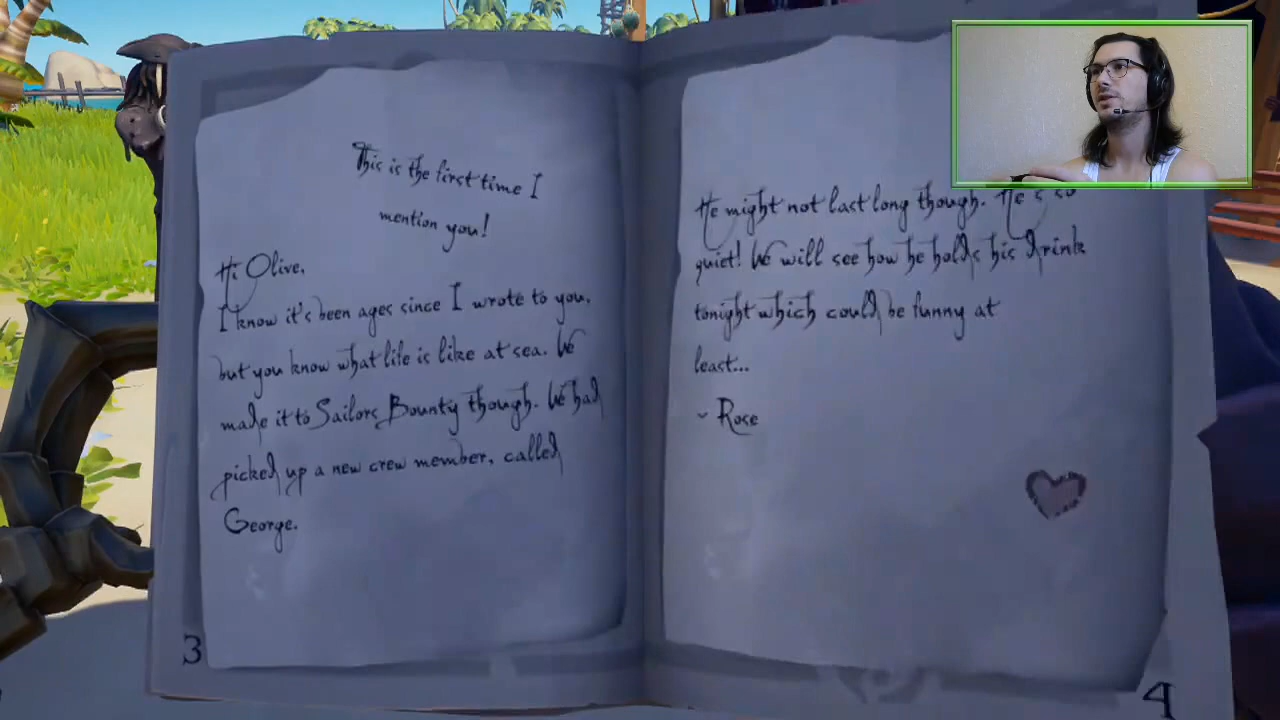 This is the first time I
mention you!
Hi Olive,
I know it's been ages since I wrote to you,
but you know what life is like at sea. We
made it to Sailors Bounty though. We had
picked up a new crew member, called
George.
3
He might not last long though. He's so
quiet! We will see how he holds his drink
tonight which could be funny at
least...
~ Rose
4